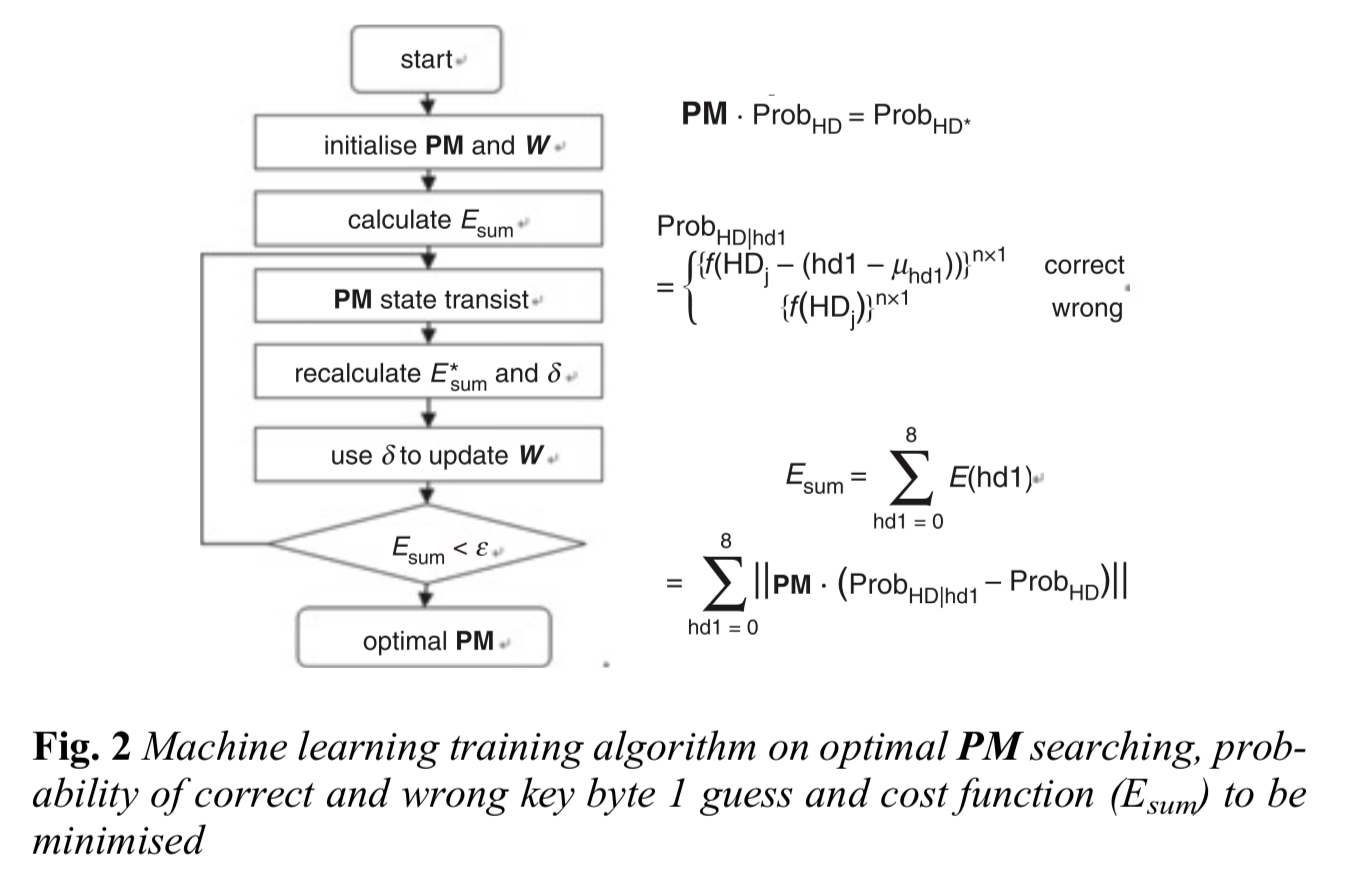 start
initialise PM and W
calculate E_sum
PM state transist
recalculate E*_sum and δ
use δ to update W
E_sum < ε
optimal PM
PM · Prob_HD = Prob_HD*
Prob_HD|hd1
= { {f(HD_j – (hd1 – μ_hd1))}^n×1 correct
{f(HD_j)}^n×1 wrong
E_sum = ∑_{hd1 = 0}^{8} E(hd1)
= ∑_{hd1 = 0}^{8} ||PM · (Prob_HD|hd1 – Prob_HD)||
Fig. 2 Machine learning training algorithm on optimal PM searching, prob-
ability of correct and wrong key byte 1 guess and cost function (E_sum) to be
minimised